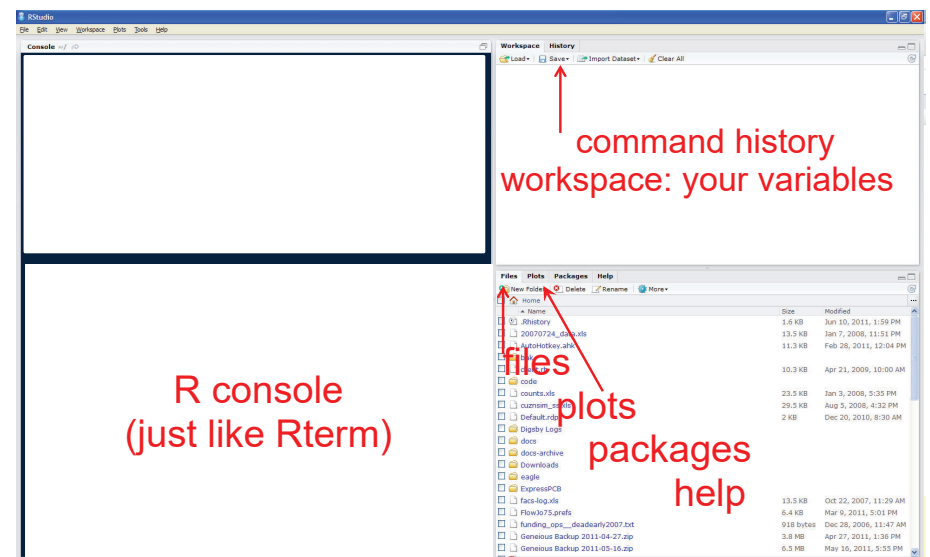 RStudio
File Edit View Workspace Plots Tools Help
Console ~/
Workspace History
Load Save Import Dataset Clear All
command history
workspace: your variables
R console
(just like Rterm)
Files Plots Packages Help
New Folder Delete Rename More
Home
Name Size Modified
.Rhistory 1.6 KB Jun 10, 2011, 1:59 PM
20070724_data.xls 13.5 KB Jan 7, 2008, 11:51 PM
AutoHotkey.ahk 11.3 KB Feb 28, 2011, 12:04 PM
10.3 KB Apr 21, 2009, 10:00 AM
code
counts.xls 23.5 KB Jan 3, 2008, 5:35 PM
29.5 KB Aug 5, 2008, 4:32 PM
Default.rdp 2 KB Dec 20, 2010, 8:30 AM
Digsby Logs
docs
docs-archive
Downloads
eagle
ExpressPCB
facs-log.xls 13.5 KB Oct 22, 2007, 11:29 AM
FlowJo75.prefs 6.4 KB Mar 9, 2011, 5:01 PM
funding_ops__deadearly2007.txt 918 bytes Dec 28, 2006, 11:47 AM
Geneious Backup 2011-04-27.zip 3.8 MB Apr 27, 2011, 1:36 PM
Geneious Backup 2011-05-16.zip 6.5 MB May 16, 2011, 5:55 PM
files
plots
packages
help